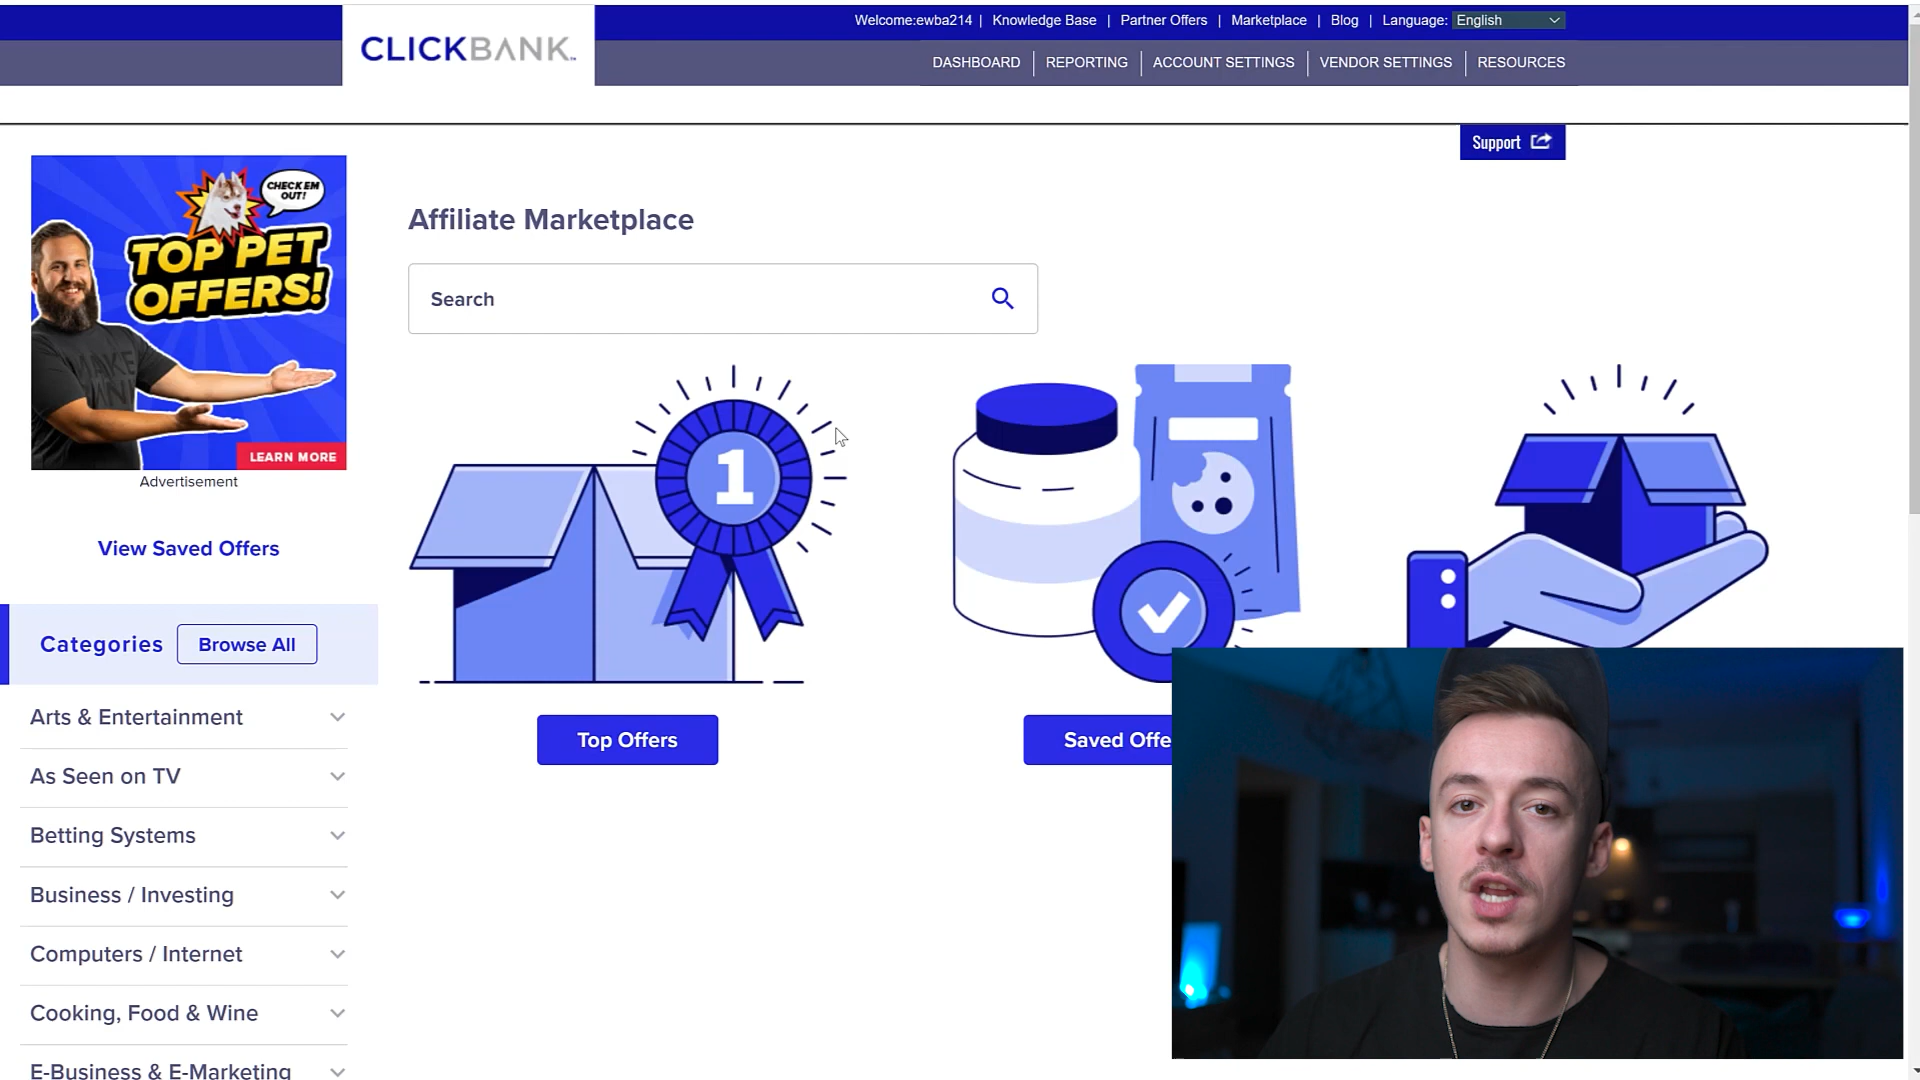 Welcome:ewba214 | Knowledge Base | Partner Offers | Marketplace | Blog | Language: English
CLICKBANK™
DASHBOARD | REPORTING | ACCOUNT SETTINGS | VENDOR SETTINGS | RESOURCES
Support
CHECK EM
OUT!
TOP PET
OFFERS!
MAKE
LEARN MORE
Advertisement
View Saved Offers
Categories
Browse All
Arts & Entertainment
As Seen on TV
Betting Systems
Business / Investing
Computers / Internet
Cooking, Food & Wine
E-Business & E-Marketing
Affiliate Marketplace
Search
1
Top Offers
Saved Offe